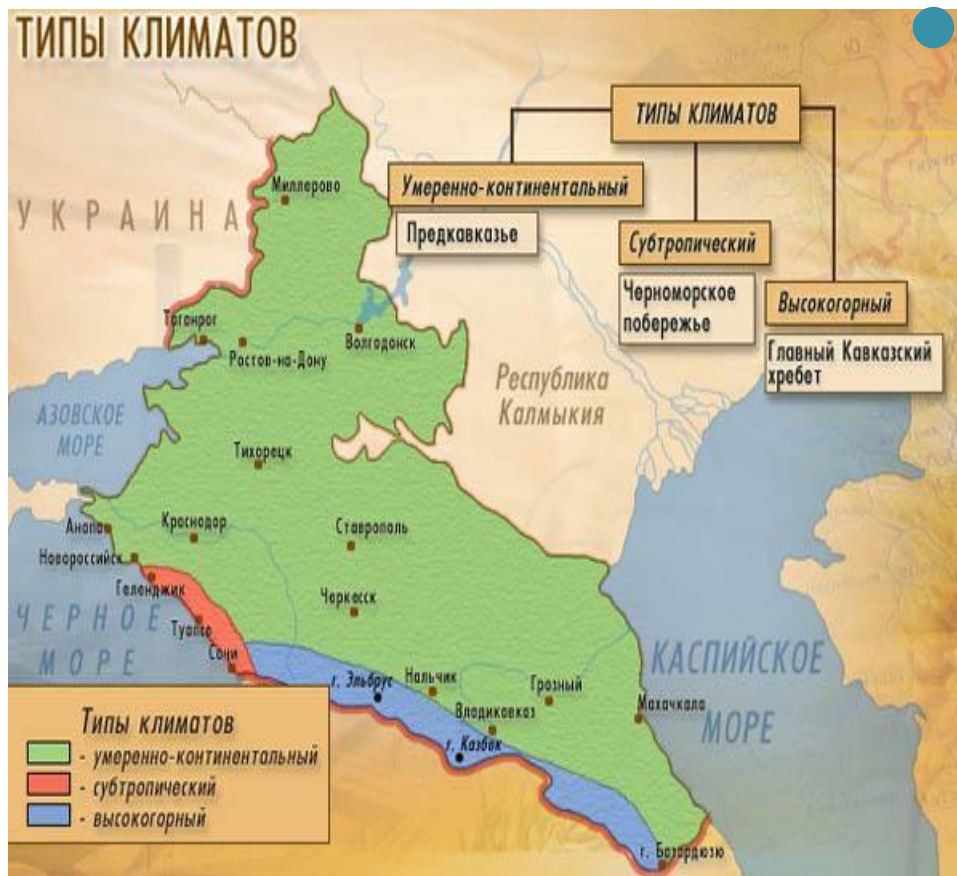 ТИПЫ КЛИМАТОВ
ТИПЫ КЛИМАТОВ
Умеренно-континентальный
Предкавказье
Субтропический
Черноморское
побережье
Высокогорный
Главный Кавказский
хребет
УКРАИНА
Миллерово
Таганрог
Ростов-на-Дону
Волгодонск
Республика
Калмыкия
АЗОВСКОЕ
МОРЕ
Тихорецк
Анапа
Краснодар
Ставрополь
Новороссийск
Геленджик
Черкесск
ЧЕРНОЕ
МОРЕ
Туапсе
Сочи
г. Эльбрус
Нальчик
Грозный
Владикавказ
Махачкала
г. Казбек
КАСПИЙСКОЕ
МОРЕ
г. Базардюзю
Типы климатов
- умеренно-континентальный
- субтропический
- высокогорный